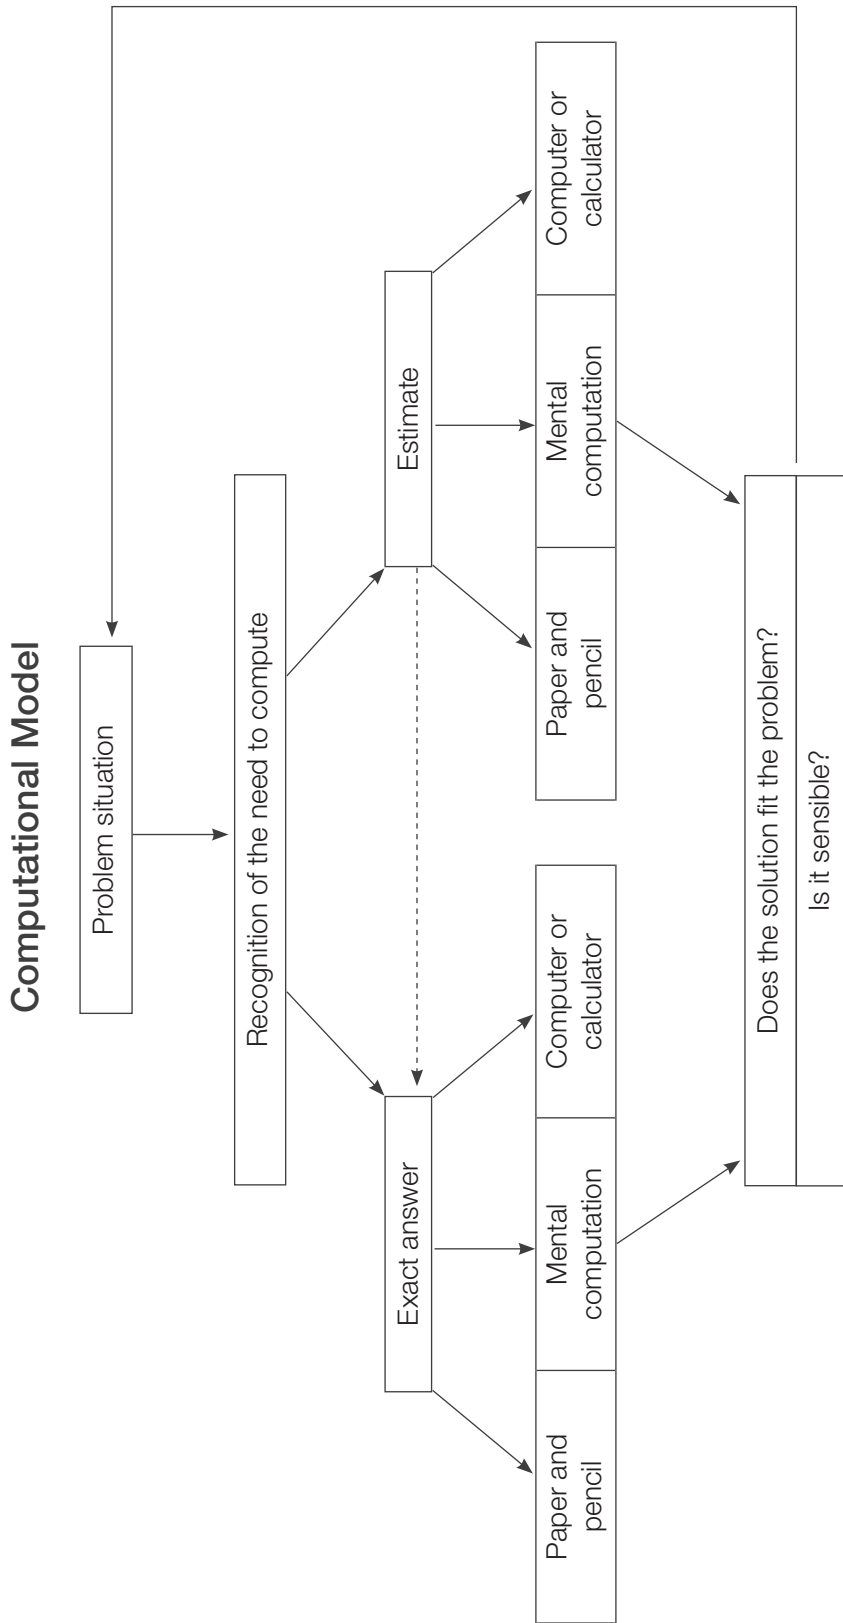 Computational Model
Problem situation
Recognition of the need to compute
Exact answer
Estimate
Paper and
pencil
Mental
computation
Computer or
calculator
Paper and
pencil
Mental
computation
Computer or
calculator
Does the solution fit the problem?
Is it sensible?